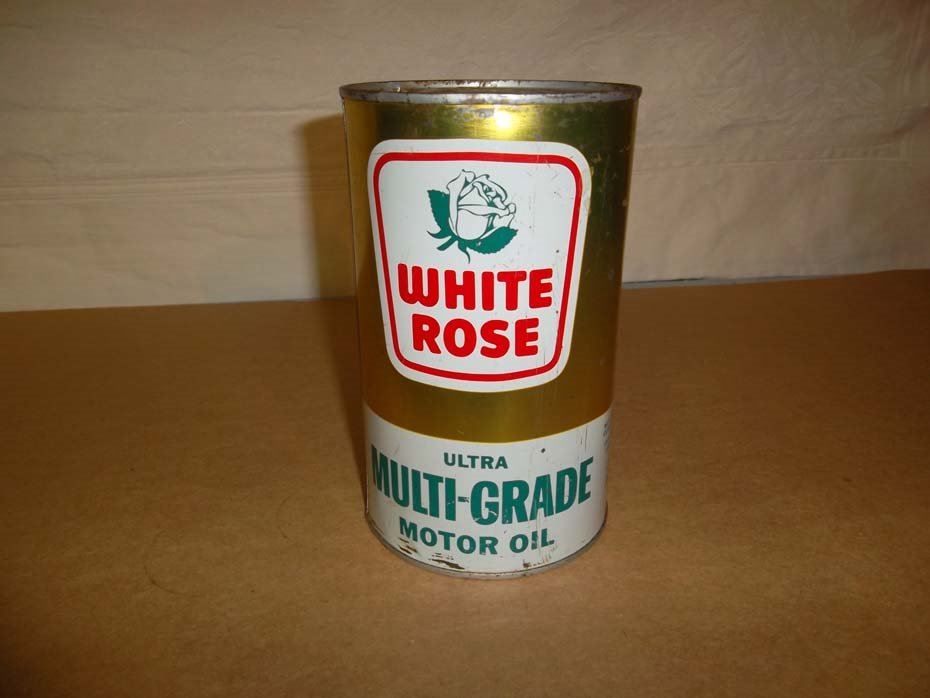 WHITE
ROSE
ULTRA
MULTI-GRADE
MOTOR OIL